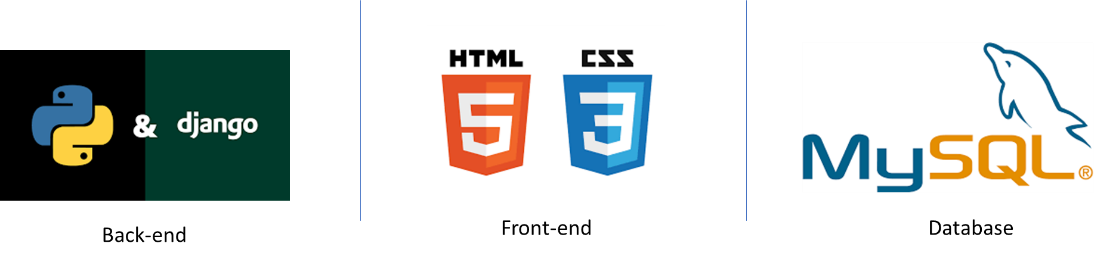 & django
Back-end
HTML CSS
5 3
Front-end
MySQL®
Database